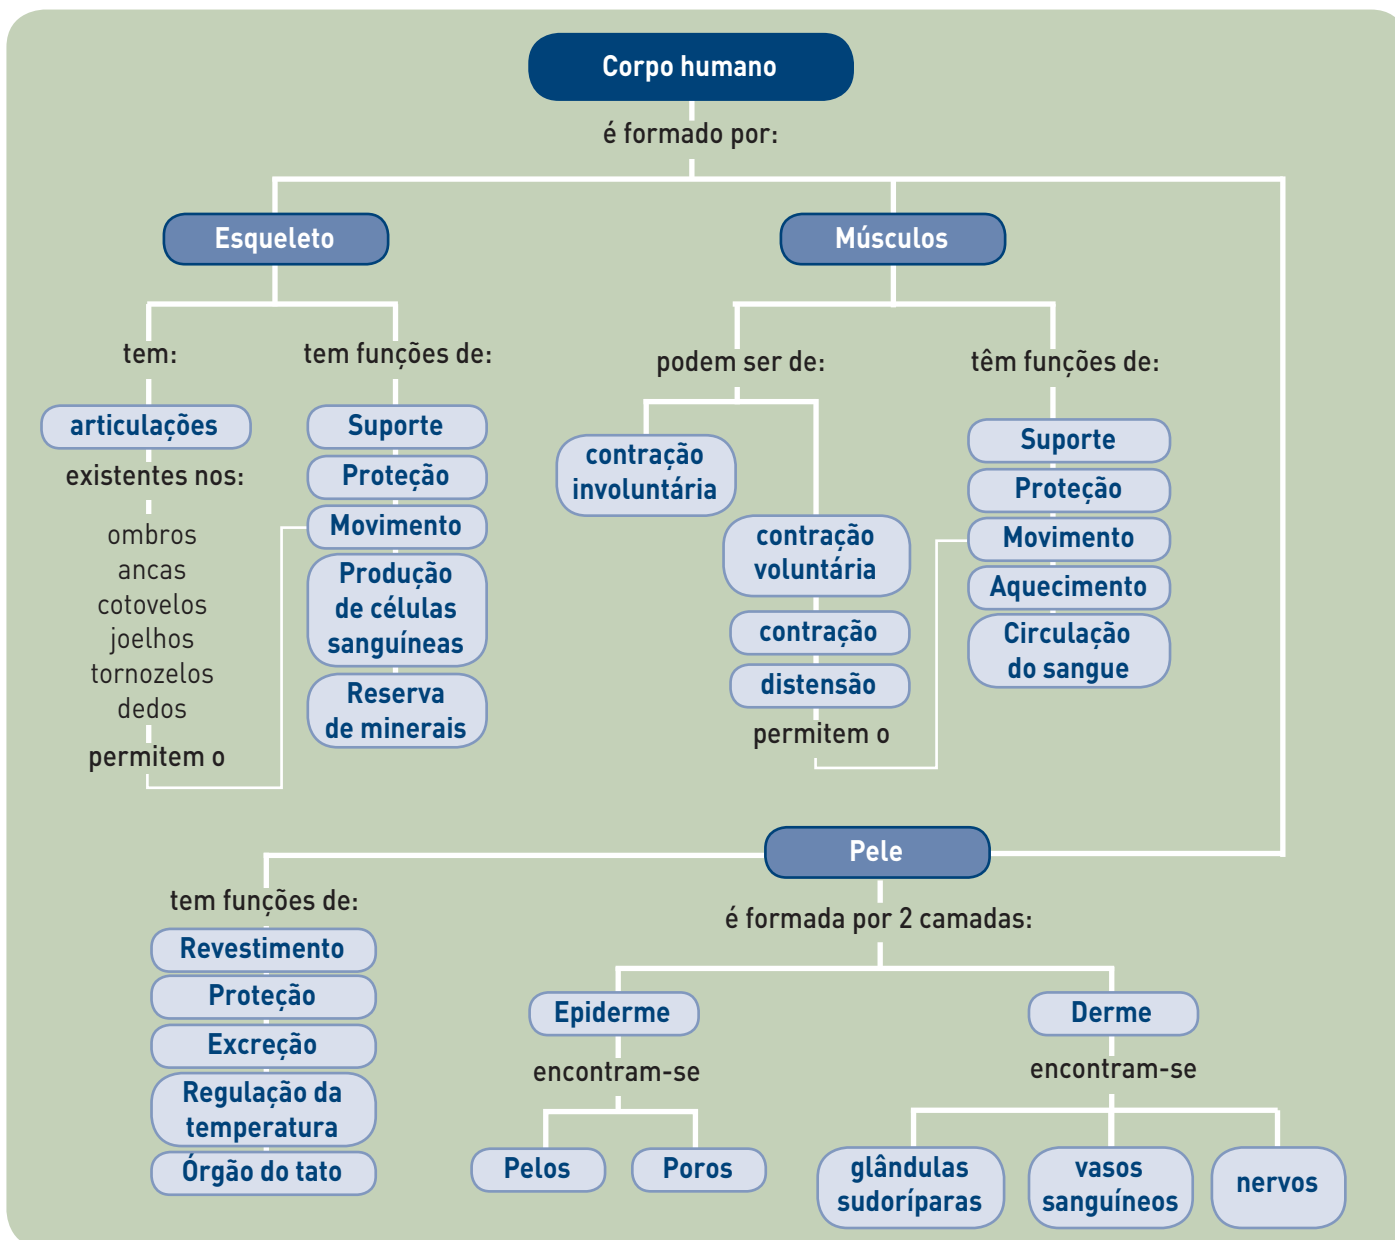 Corpo humano
é formado por:
Esqueleto
tem:
articulações
existentes nos:
ombros
ancas
cotovelos
joelhos
tornozelos
dedos
permitem o
tem funções de:
Suporte
Proteção
Movimento
Produção
de células
sanguíneas
Reserva
de minerais
Músculos
podem ser de:
contração
involuntária
contração
voluntária
contração
distensão
permitem o
têm funções de:
Suporte
Proteção
Movimento
Aquecimento
Circulação
do sangue
Pele
tem funções de:
Revestimento
Proteção
Excreção
Regulação da
temperatura
Órgão do tato
é formada por 2 camadas:
Epiderme
encontram-se
Pelos
Poros
Derme
encontram-se
glândulas
sudoríparas
vasos
sanguíneos
nervos